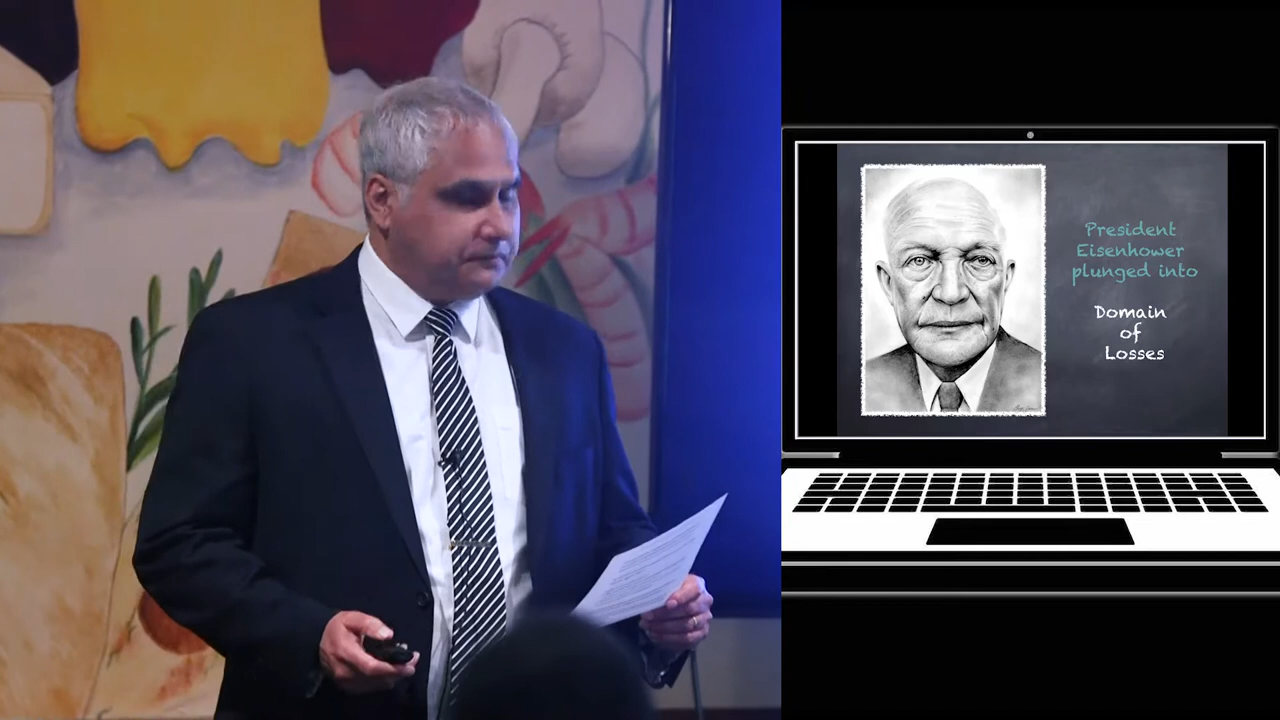 President
Eisenhower
plunged into
Domain
of
Losses